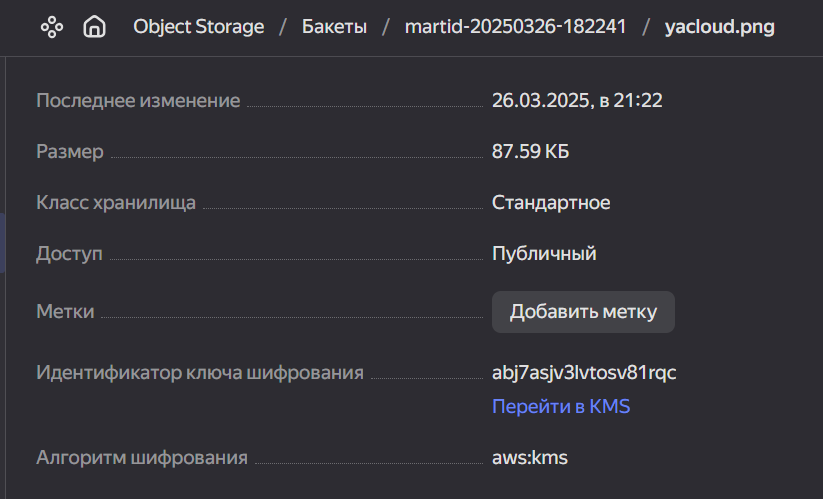 Object Storage / Бакеты / martid-20250326-182241 / yacloud.png
Последнее изменение 26.03.2025, в 21:22
Размер 87.59 КБ
Класс хранилища Стандартное
Доступ Публичный
Метки Добавить метку
Идентификатор ключа шифрования abj7asjv3lvtosv81rqc
Перейти в KMS
Алгоритм шифрования aws:kms